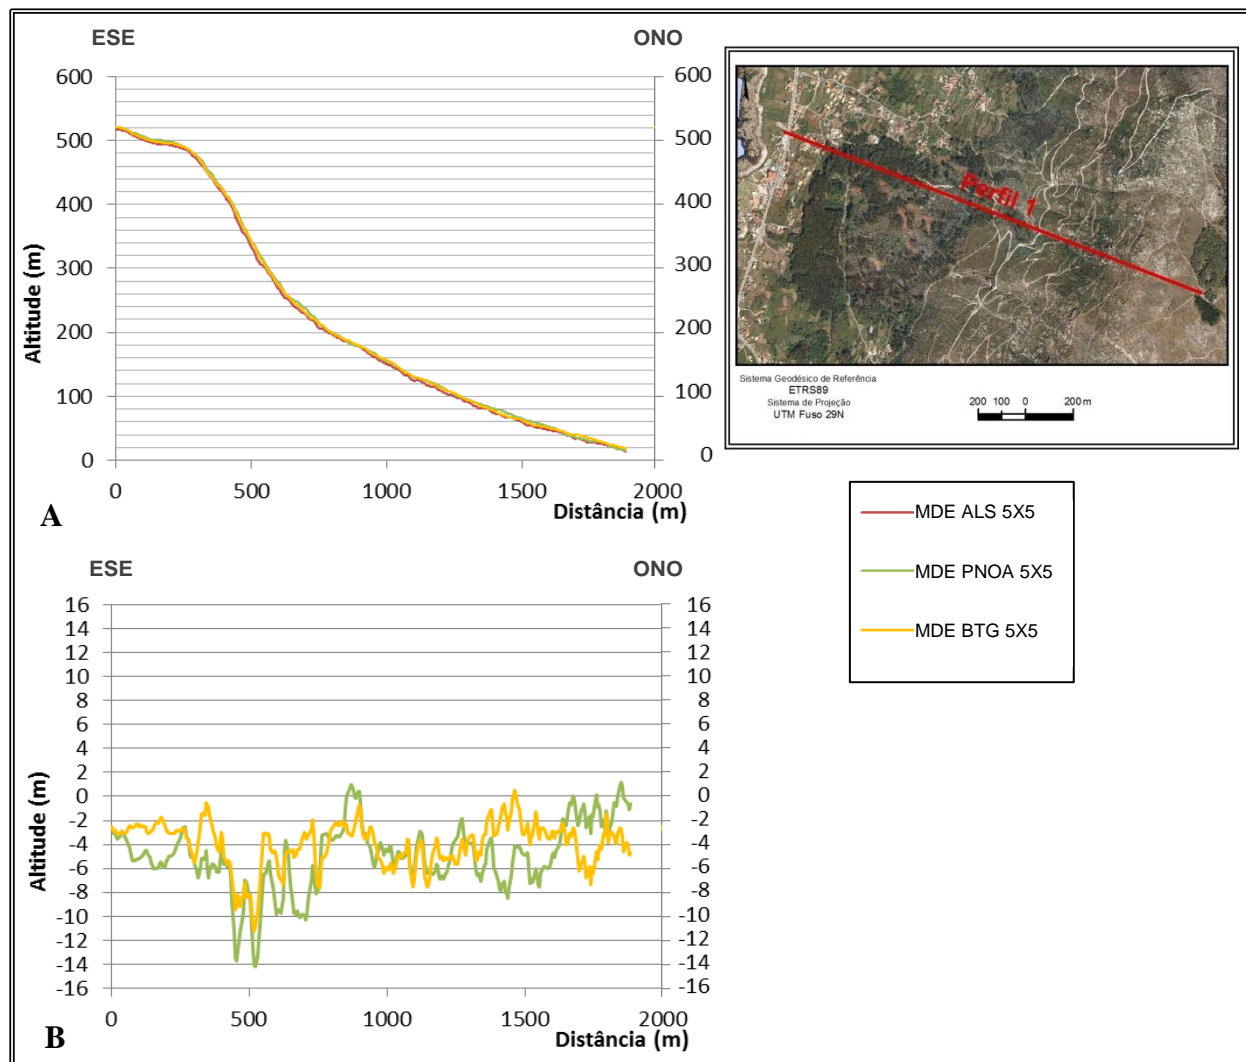 ESE ONO
600 600
500 500
400 400
300 300
200 200
100 100
0 0
Altitude (m)
0 500 1000 1500 2000
Distância (m)
A
Perfil 1
Sistema Geodésico de Referência
ETRS89
Sistema de Projeção
UTM Fuso 29N
200 100 0 200 m
MDE ALS 5X5
MDE PNOA 5X5
MDE BTG 5X5
ESE ONO
16 16
14 14
12 12
10 10
8 8
6 6
4 4
2 2
0 0
-2 -2
-4 -4
-6 -6
-8 -8
-10 -10
-12 -12
-14 -14
-16 -16
Altitude (m)
0 500 1000 1500 2000
Distância (m)
B